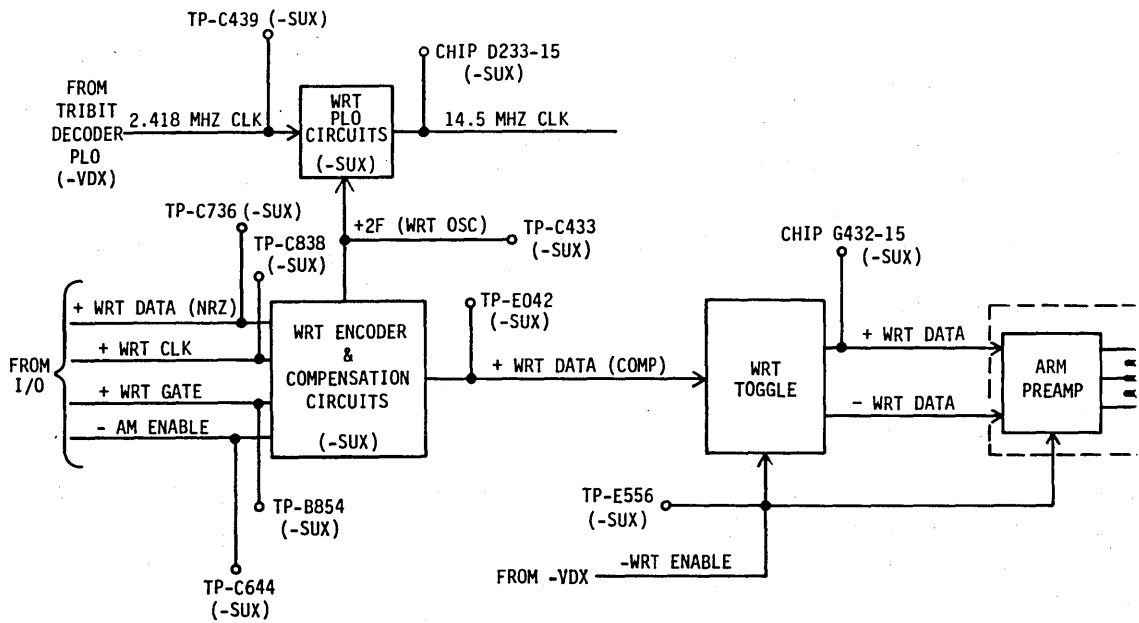 TP-C439 (-SUX)
CHIP D233-15
(-SUX)
FROM
TRIBIT
DECODER
PLO
(-VDX)
2.418 MHZ CLK
WRT
PLO
CIRCUITS
(-SUX)
14.5 MHZ CLK
TP-C736 (-SUX)
TP-C838
(-SUX)
+2F (WRT OSC)
TP-C433
(-SUX)
CHIP G432-15
(-SUX)
FROM
I/O
+ WRT DATA (NRZ)
+ WRT CLK
+ WRT GATE
- AM ENABLE
WRT ENCODER
&
COMPENSATION
CIRCUITS
(-SUX)
TP-E042
(-SUX)
+ WRT DATA (COMP)
WRT
TOGGLE
+ WRT DATA
- WRT DATA
ARM
PREAMP
TP-B854
(-SUX)
TP-C644
(-SUX)
TP-E556
(-SUX)
FROM -VDX
-WRT ENABLE